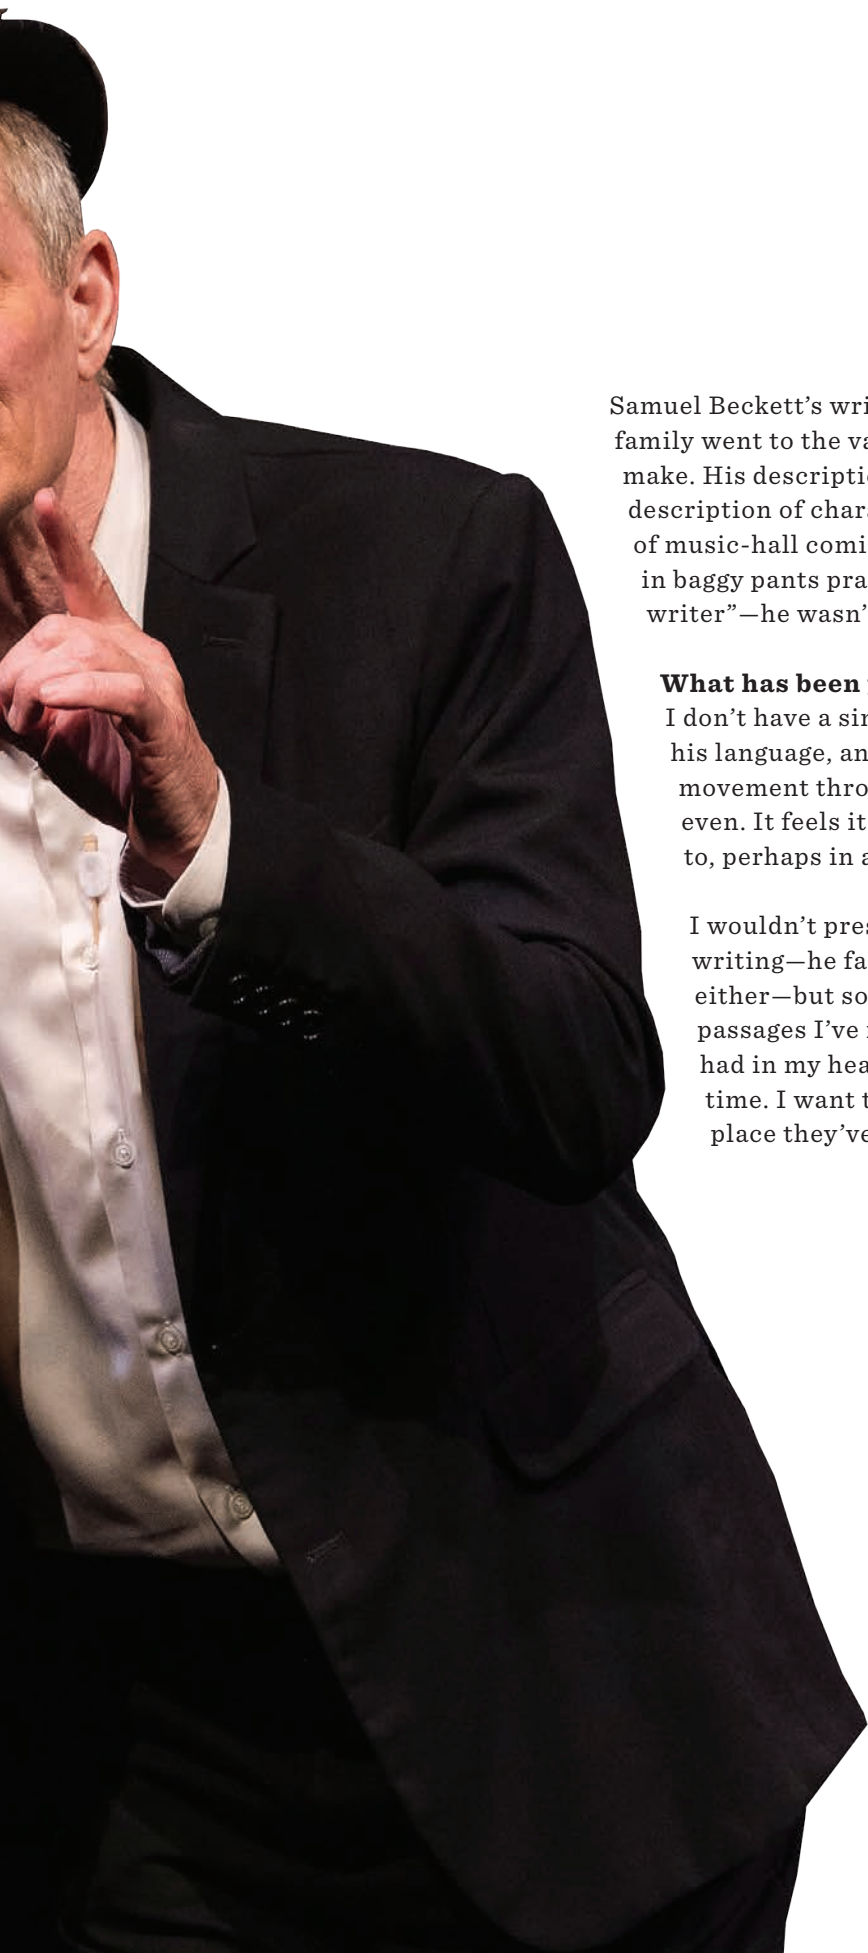 Samuel Beckett’s wri
family went to the va
make. His descripti
description of char
of music-hall comi
in baggy pants pra
writer”—he wasn’
What has been
I don’t have a si
his language, an
movement thro
even. It feels it
to, perhaps in a
I wouldn’t pres
writing—he fa
either—but so
passages I’ve
had in my hea
time. I want t
place they’ve